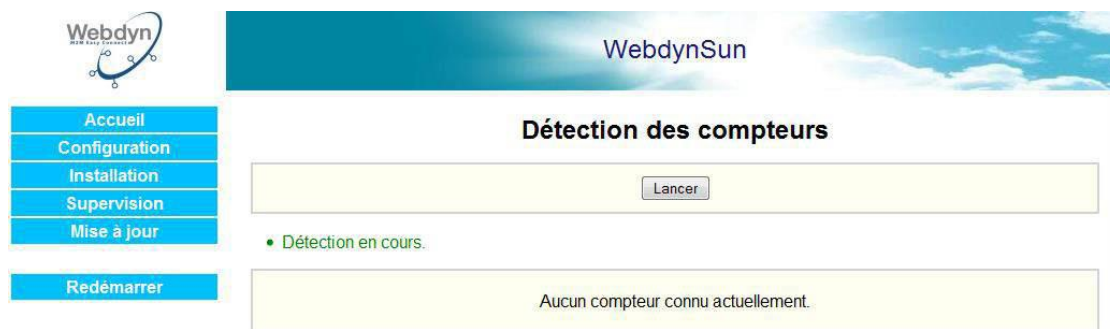 Webdyn
M2M Easy Connect
WebdynSun
Accueil
Configuration
Installation
Supervision
Mise à jour
Redémarrer
Détection des compteurs
Lancer
Détection en cours.
Aucun compteur connu actuellement.